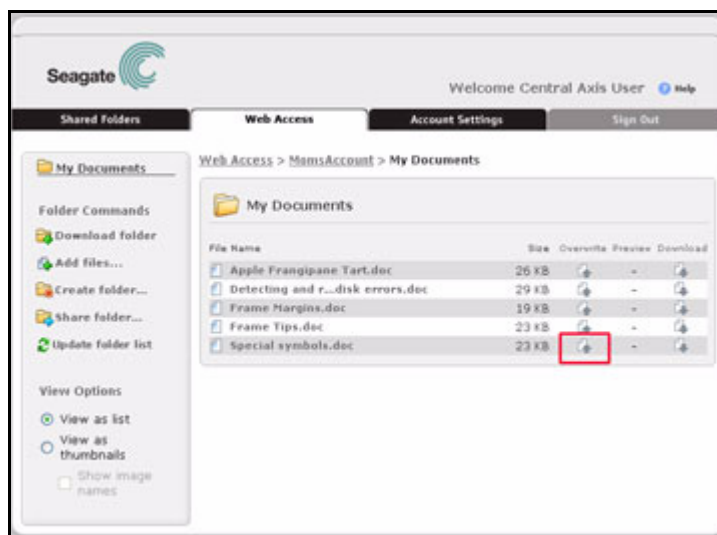 Seagate
Welcome Central Axis User Help
Shared Folders Web Access Account Settings Sign Out
My Documents
Web Access > MomsAccount > My Documents
My Documents
Folder Commands
Download folder
Add files...
Create folder...
Share folder...
Update folder list
View Options
View as list
View as
thumbnails
Show image
names
File Name Size Overwrite Preview Download
Apple Frangipane Tart.doc 26 KB -
Detecting and r...disk errors.doc 29 KB -
Frame Margins.doc 19 KB -
Frame Tips.doc 23 KB -
Special symbols.doc 23 KB -